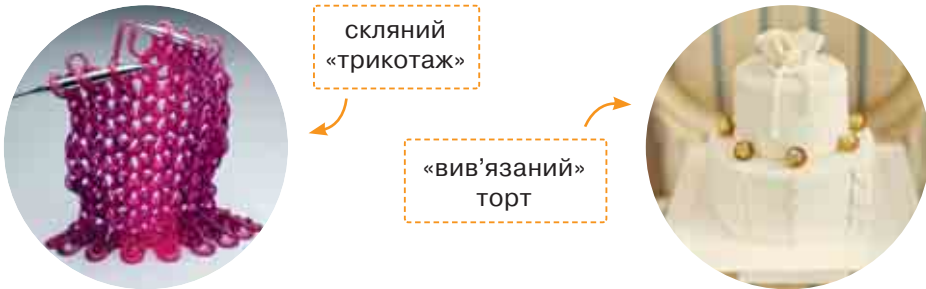 скляний
«трикотаж»
«вив’язаний»
торт